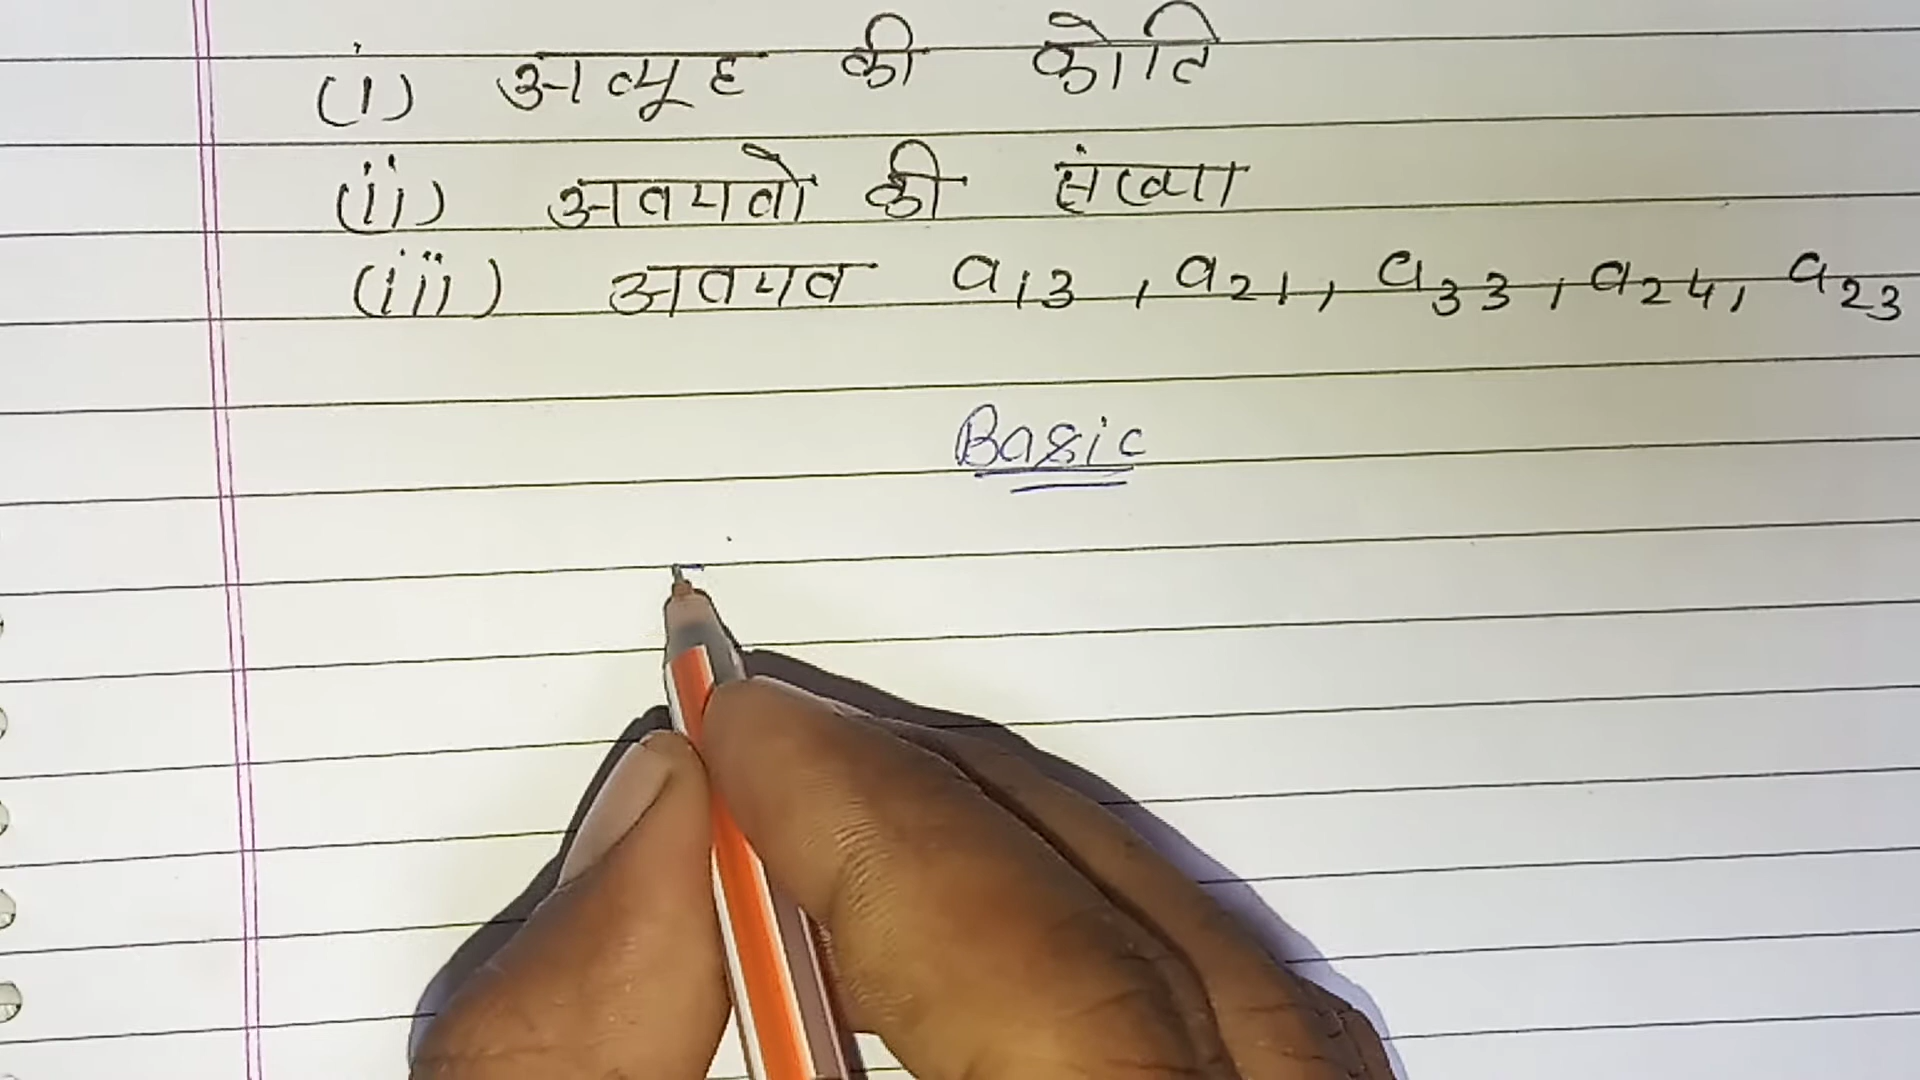 (i) आव्यूह की कोटि
(ii) अवयवो की संख्या
(iii) अवयव a13, a21, a33, a24, a23
Basic